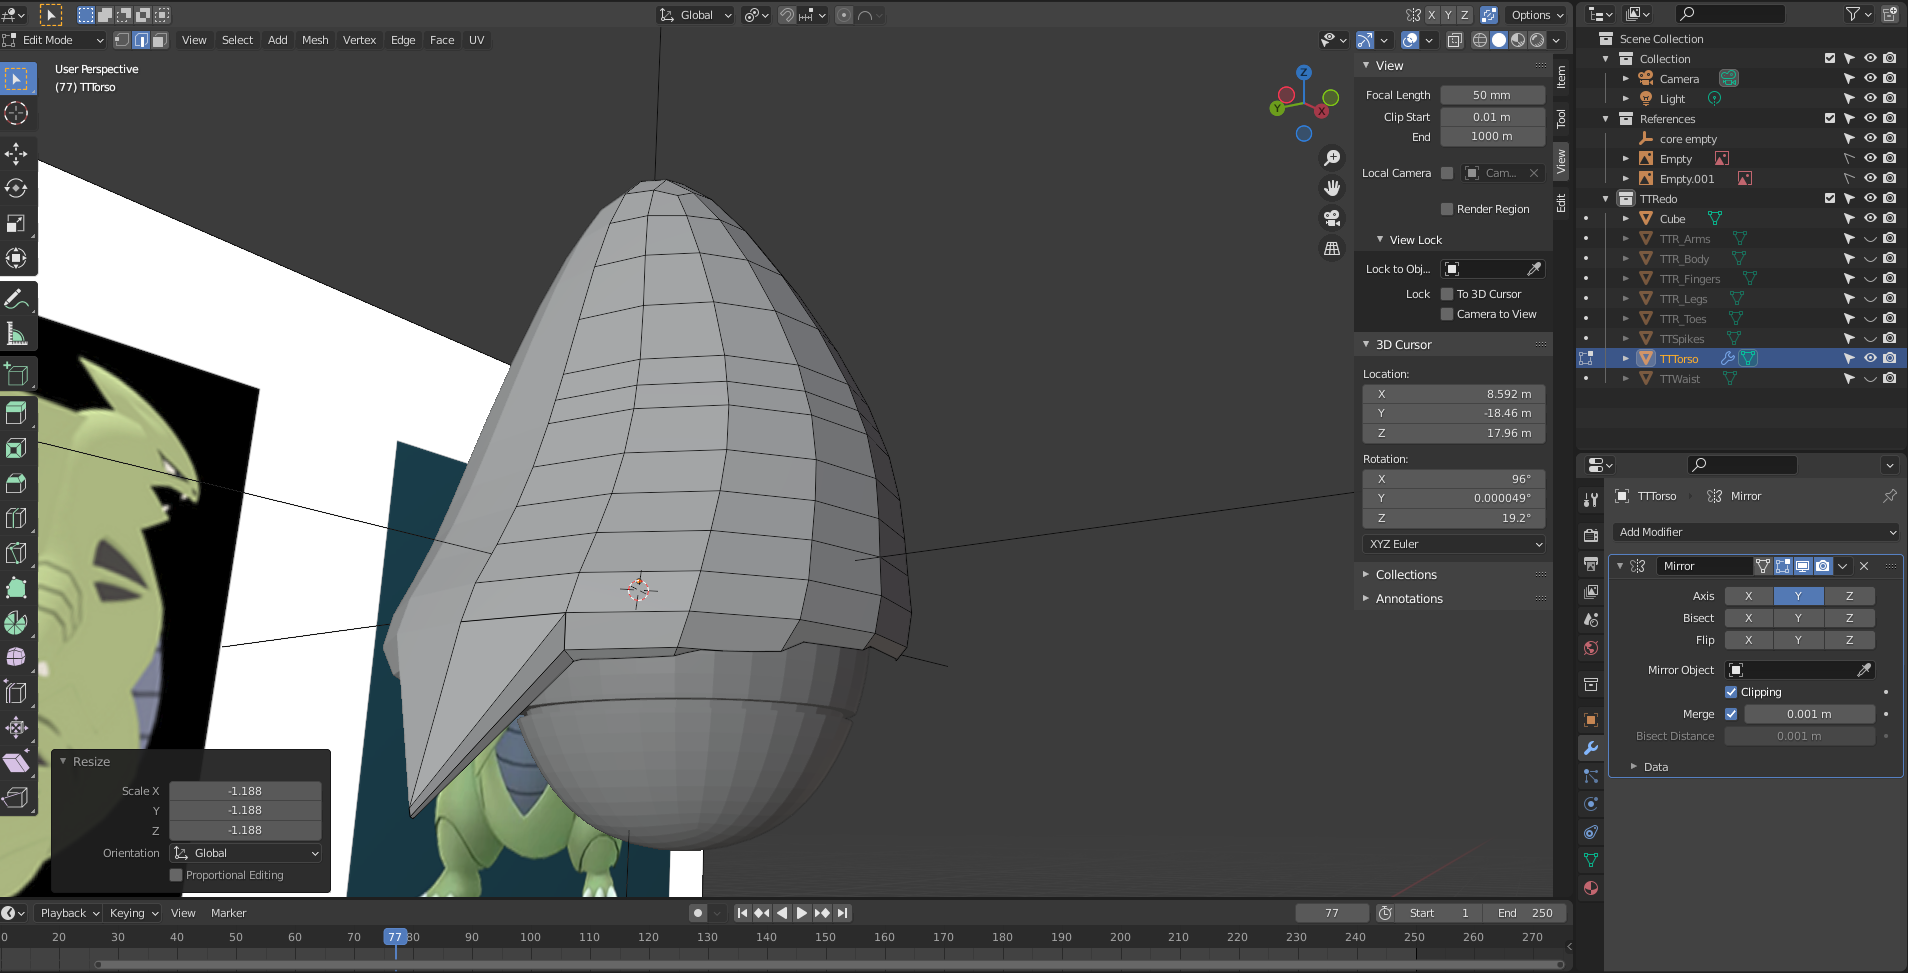 Global
X Y Z
Options
Edit Mode
View Select Add Mesh Vertex Edge Face UV
User Perspective
(77) TTTorso
Z
Y
X
View
Focal Length 50 mm
Clip Start 0.01 m
End 1000 m
Local Camera Cam...
Render Region
View Lock
Lock to Obj...
Lock To 3D Cursor
Camera to View
3D Cursor
Location:
X 8.592 m
Y -18.46 m
Z 17.96 m
Rotation:
X 96°
Y 0.000049°
Z 19.2°
XYZ Euler
Collections
Annotations
Item
Tool
View
Edit
Scene Collection
Collection
Camera
Light
References
core empty
Empty
Empty.001
TTRedo
Cube
TTR_Arms
TTR_Body
TTR_Fingers
TTR_Legs
TTR_Toes
TTSpikes
TTTorso
TTWaist
TTTorso Mirror
Add Modifier
Mirror
Axis X Y Z
Bisect X Y Z
Flip X Y Z
Mirror Object
Clipping
Merge 0.001 m
Bisect Distance 0.001 m
Data
Resize
Scale X -1.188
Y -1.188
Z -1.188
Orientation Global
Proportional Editing
Playback Keying View Marker
77 Start 1 End 250
0 20 30 40 50 60 70 77 80 90 100 110 120 130 140 150 160 170 180 190 200 210 220 230 240 250 260 270